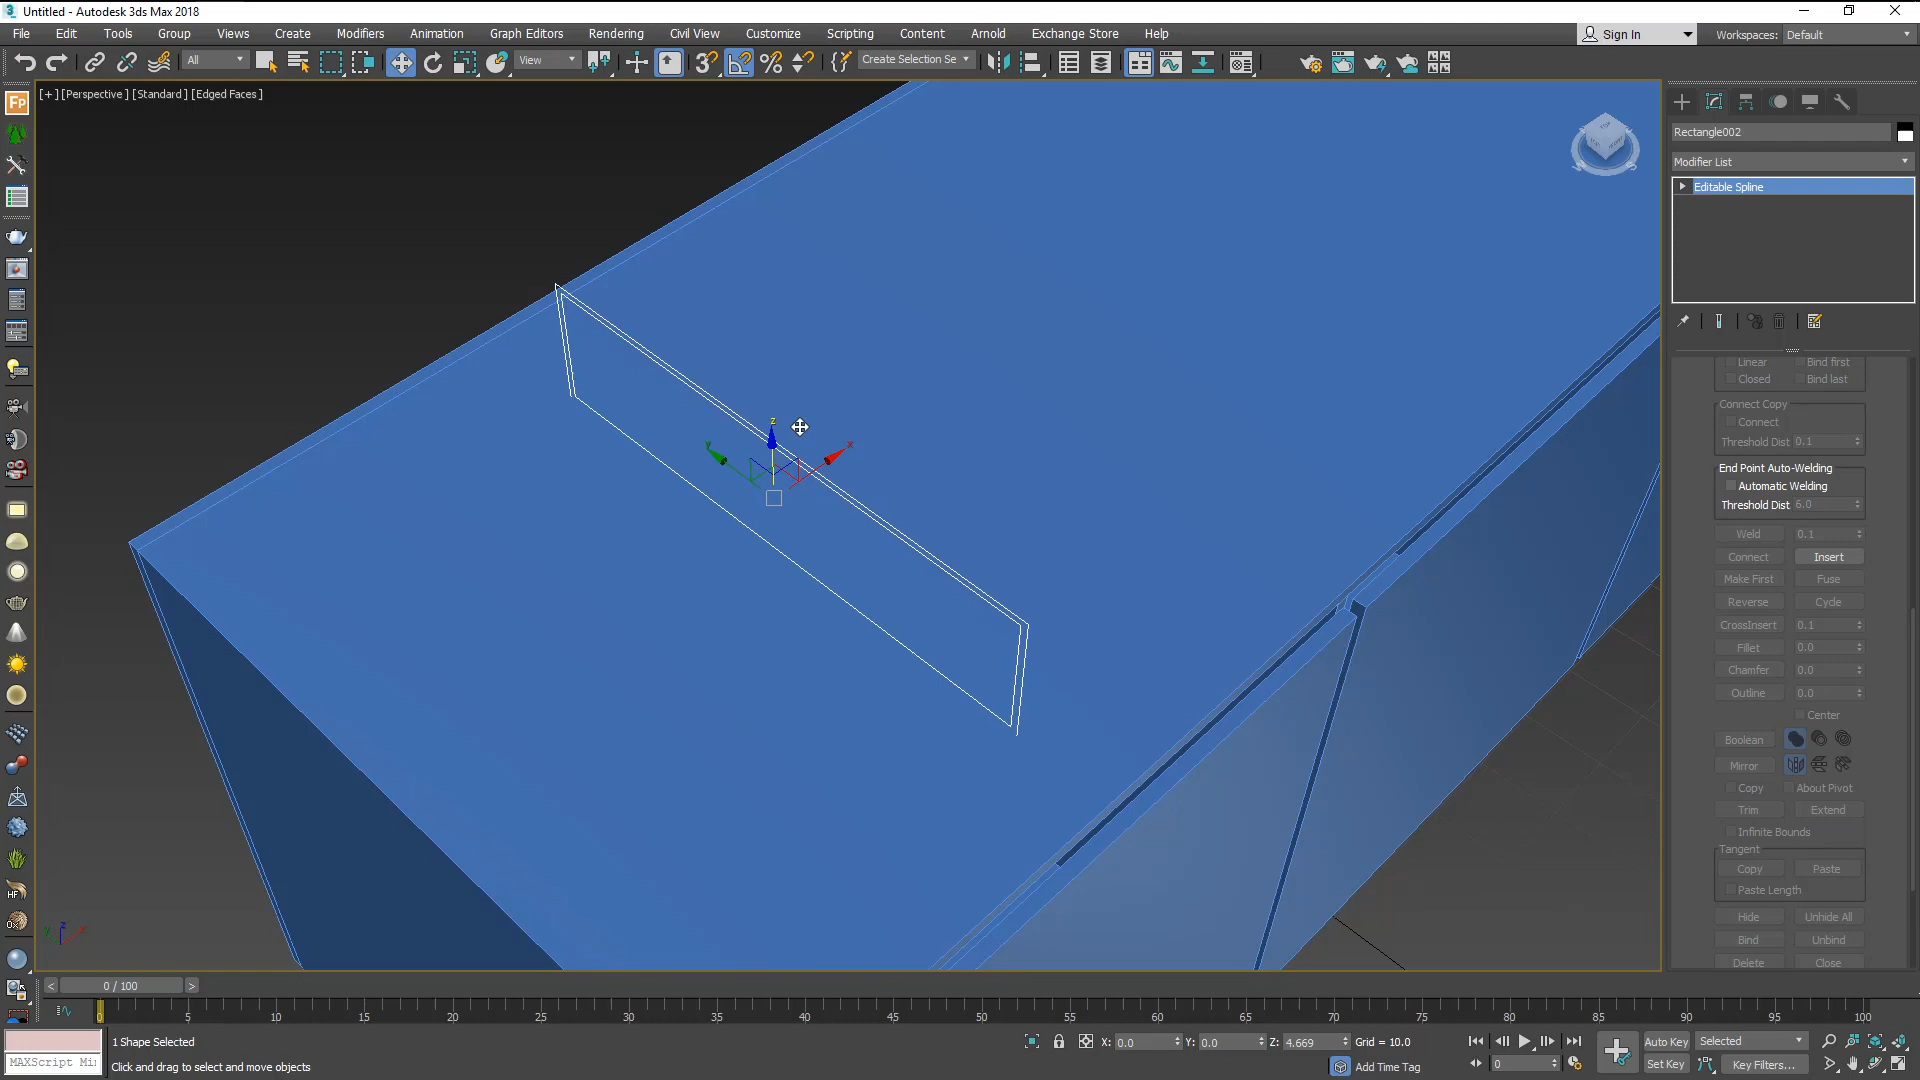 Untitled - Autodesk 3ds Max 2018
File Edit Tools Group Views Create Modifiers Animation Graph Editors Rendering Civil View Customize Scripting Content Arnold Exchange Store Help
Sign In Workspaces: Default
All View Create Selection Se
[+] [Perspective] [Standard] [Edged Faces]
Rectangle002
Modifier List
Editable Spline
Linear Bind first
Closed Bind last
Connect Copy
Connect
Threshold Dist 0.1
End Point Auto-Welding
Automatic Welding
Threshold Dist 6.0
Weld 0.1
Connect Insert
Make First Fuse
Reverse Cycle
CrossInsert 0.1
Fillet 0.0
Chamfer 0.0
Outline 0.0
Center
Boolean
Mirror
Copy About Pivot
Trim Extend
Infinite Bounds
Tangent
Copy Paste
Paste Length
Hide Unhide All
Bind Unbind
Delete Close
z
y x
z
y x
TOP
Fp
HF
OX
< 0 / 100 >
0 5 10 15 20 25 30 35 40 45 50 55 60 65 70 75 80 85 90 95 100
1 Shape Selected X: 0.0 Y: 0.0 Z: 4.669 Grid = 10.0 Auto Key Selected
MAXScript Mi Click and drag to select and move objects Add Time Tag 0 Set Key Key Filters...